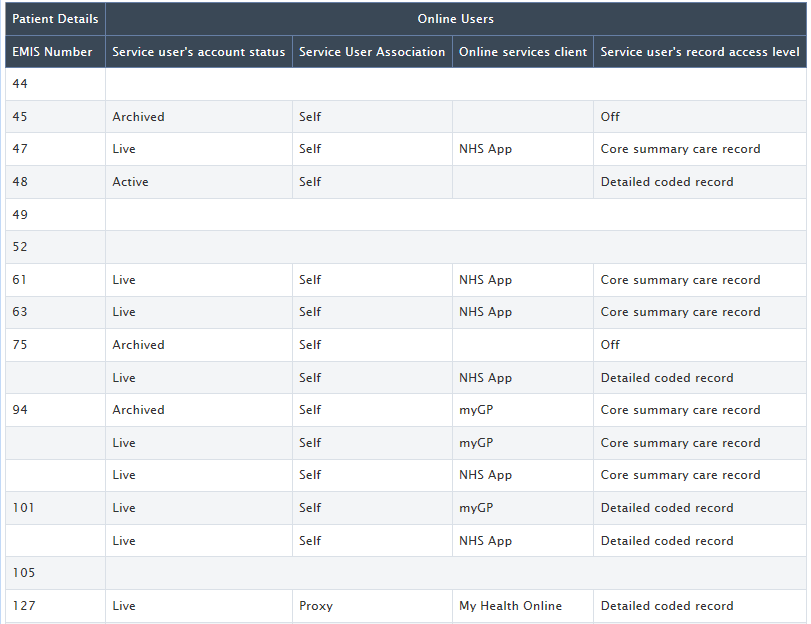 Patient Details Online Users
EMIS Number Service user's account status Service User Association Online services client Service user's record access level
44
45 Archived Self Off
47 Live Self NHS App Core summary care record
48 Active Self Detailed coded record
49
52
61 Live Self NHS App Core summary care record
63 Live Self NHS App Core summary care record
75 Archived Self Off
Live Self NHS App Detailed coded record
94 Archived Self myGP Core summary care record
Live Self myGP Core summary care record
Live Self NHS App Core summary care record
101 Live Self myGP Detailed coded record
Live Self NHS App Detailed coded record
105
127 Live Proxy My Health Online Detailed coded record